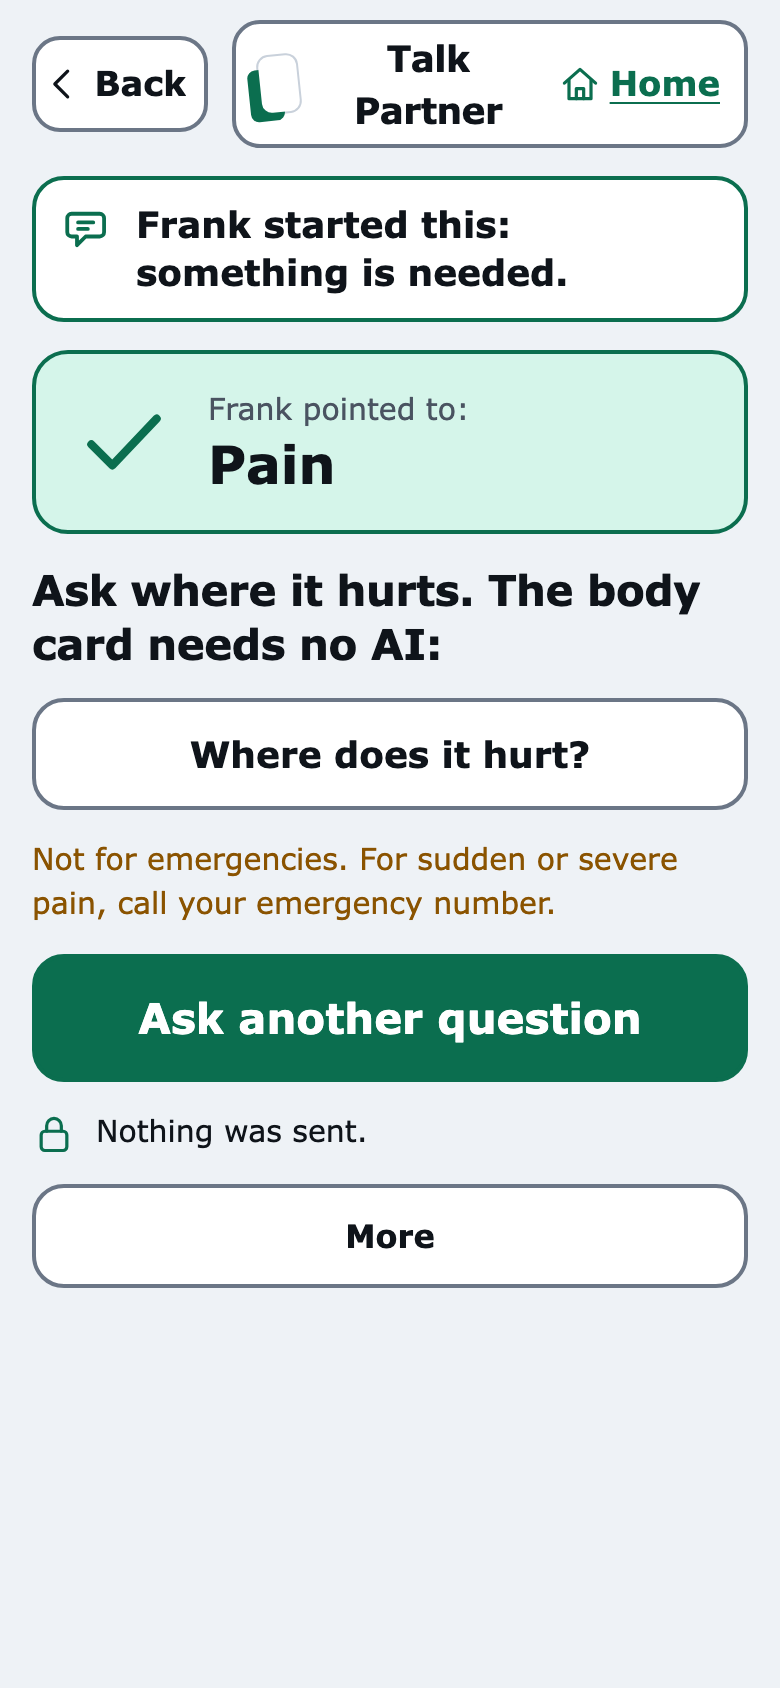 Back
Talk
Partner
Home
Frank started this:
something is needed.
Frank pointed to:
Pain
Ask where it hurts. The body
card needs no AI:
Where does it hurt?
Not for emergencies. For sudden or severe
pain, call your emergency number.
Ask another question
Nothing was sent.
More